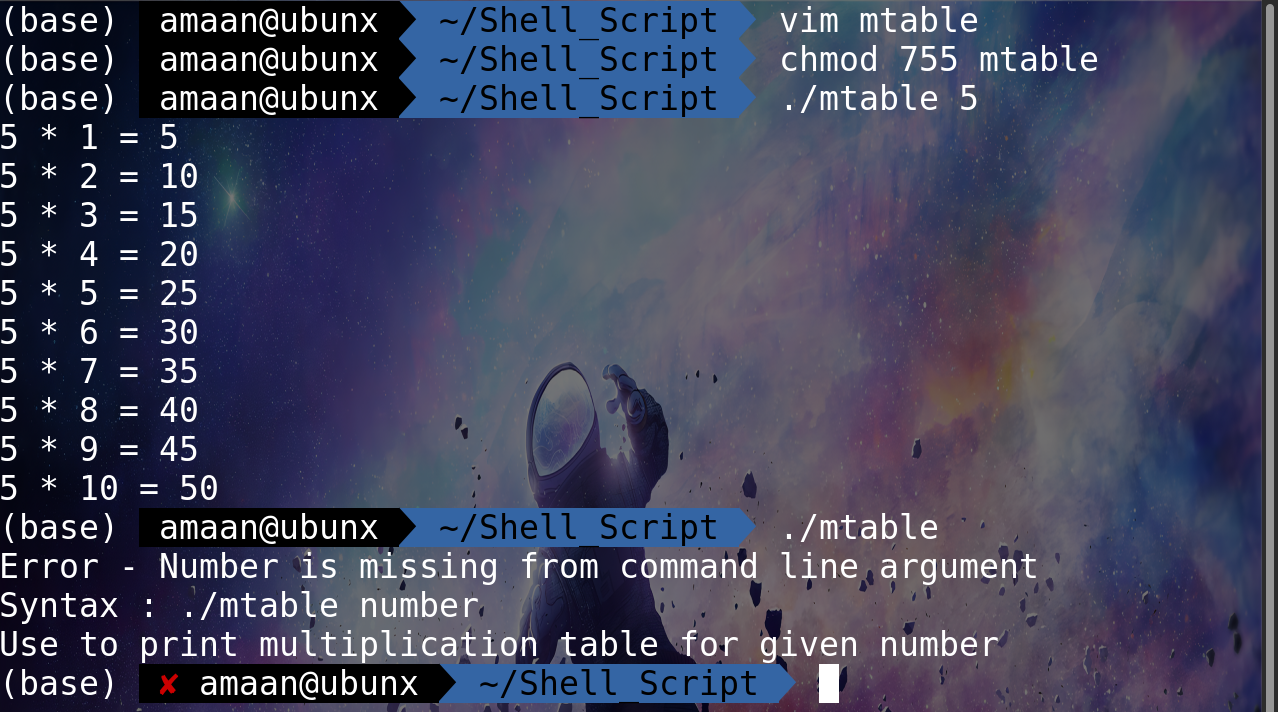 (base) amaan@ubunx ~/Shell_Script vim mtable
(base) amaan@ubunx ~/Shell_Script chmod 755 mtable
(base) amaan@ubunx ~/Shell_Script ./mtable 5
5 * 1 = 5
5 * 2 = 10
5 * 3 = 15
5 * 4 = 20
5 * 5 = 25
5 * 6 = 30
5 * 7 = 35
5 * 8 = 40
5 * 9 = 45
5 * 10 = 50
(base) amaan@ubunx ~/Shell_Script ./mtable
Error - Number is missing from command line argument
Syntax : ./mtable number
Use to print multiplication table for given number
(base) ✘ amaan@ubunx ~/Shell_Script